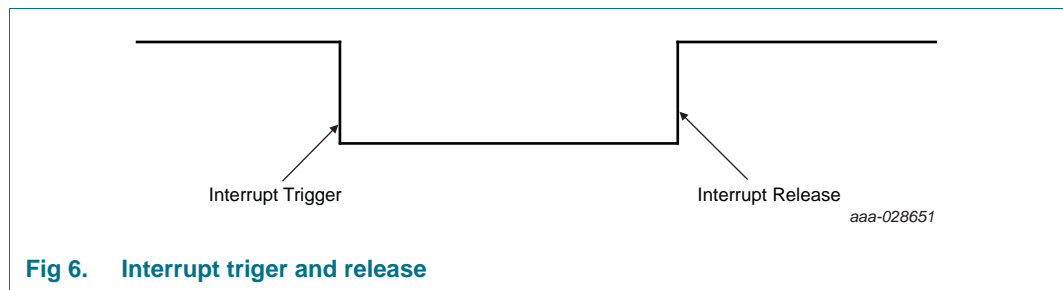 Interrupt Trigger
Interrupt Release
aaa-028651
Fig 6. Interrupt triger and release